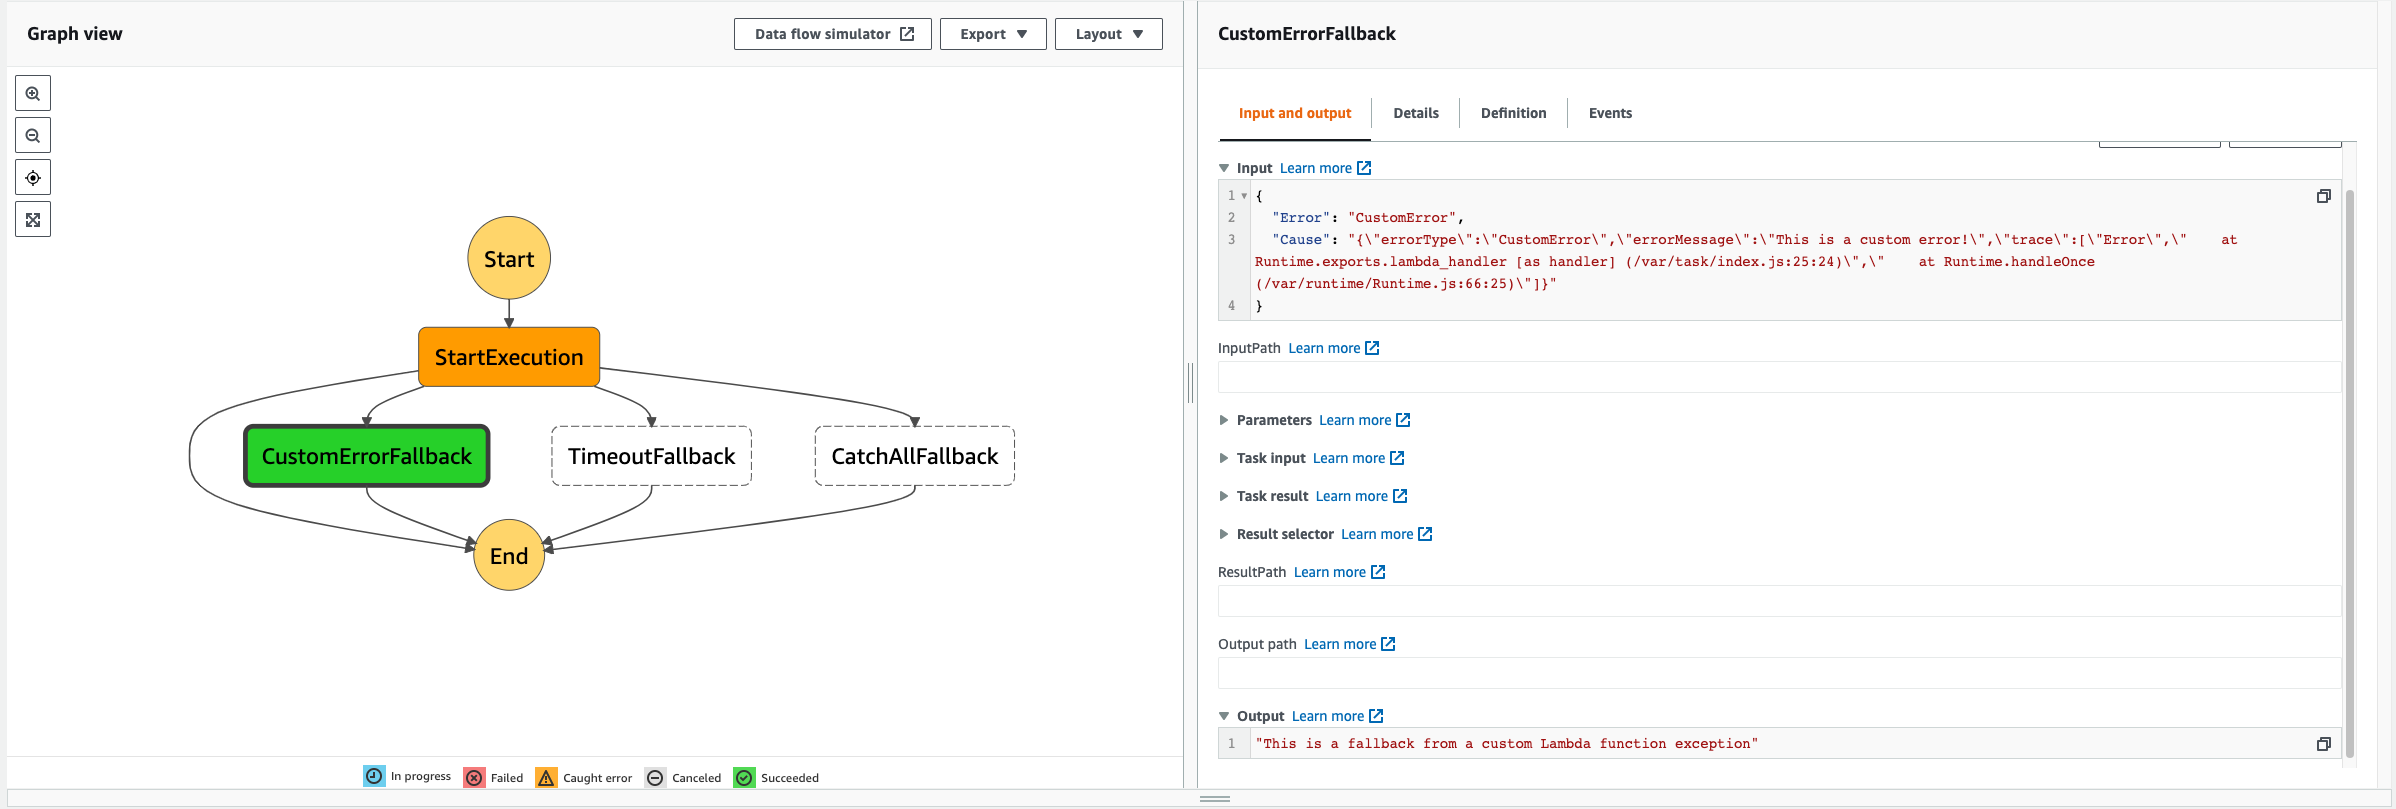 Graph view
Data flow simulator
Export
Layout
Start
StartExecution
CustomErrorFallback
TimeoutFallback
CatchAllFallback
End
In progress
Failed
Caught error
Canceled
Succeeded
CustomErrorFallback
Input and output
Details
Definition
Events
Input Learn more
1 {
2 "Error": "CustomError",
3 "Cause": "{\"errorType\":\"CustomError\",\"errorMessage\":\"This is a custom error!\",\"trace\":[\"Error\",\"    at
Runtime.exports.lambda_handler [as handler] (/var/task/index.js:25:24)\",\"    at Runtime.handleOnce
(/var/runtime/Runtime.js:66:25)\"]}"
4 }
InputPath Learn more
Parameters Learn more
Task input Learn more
Task result Learn more
Result selector Learn more
ResultPath Learn more
Output path Learn more
Output Learn more
1 "This is a fallback from a custom Lambda function exception"